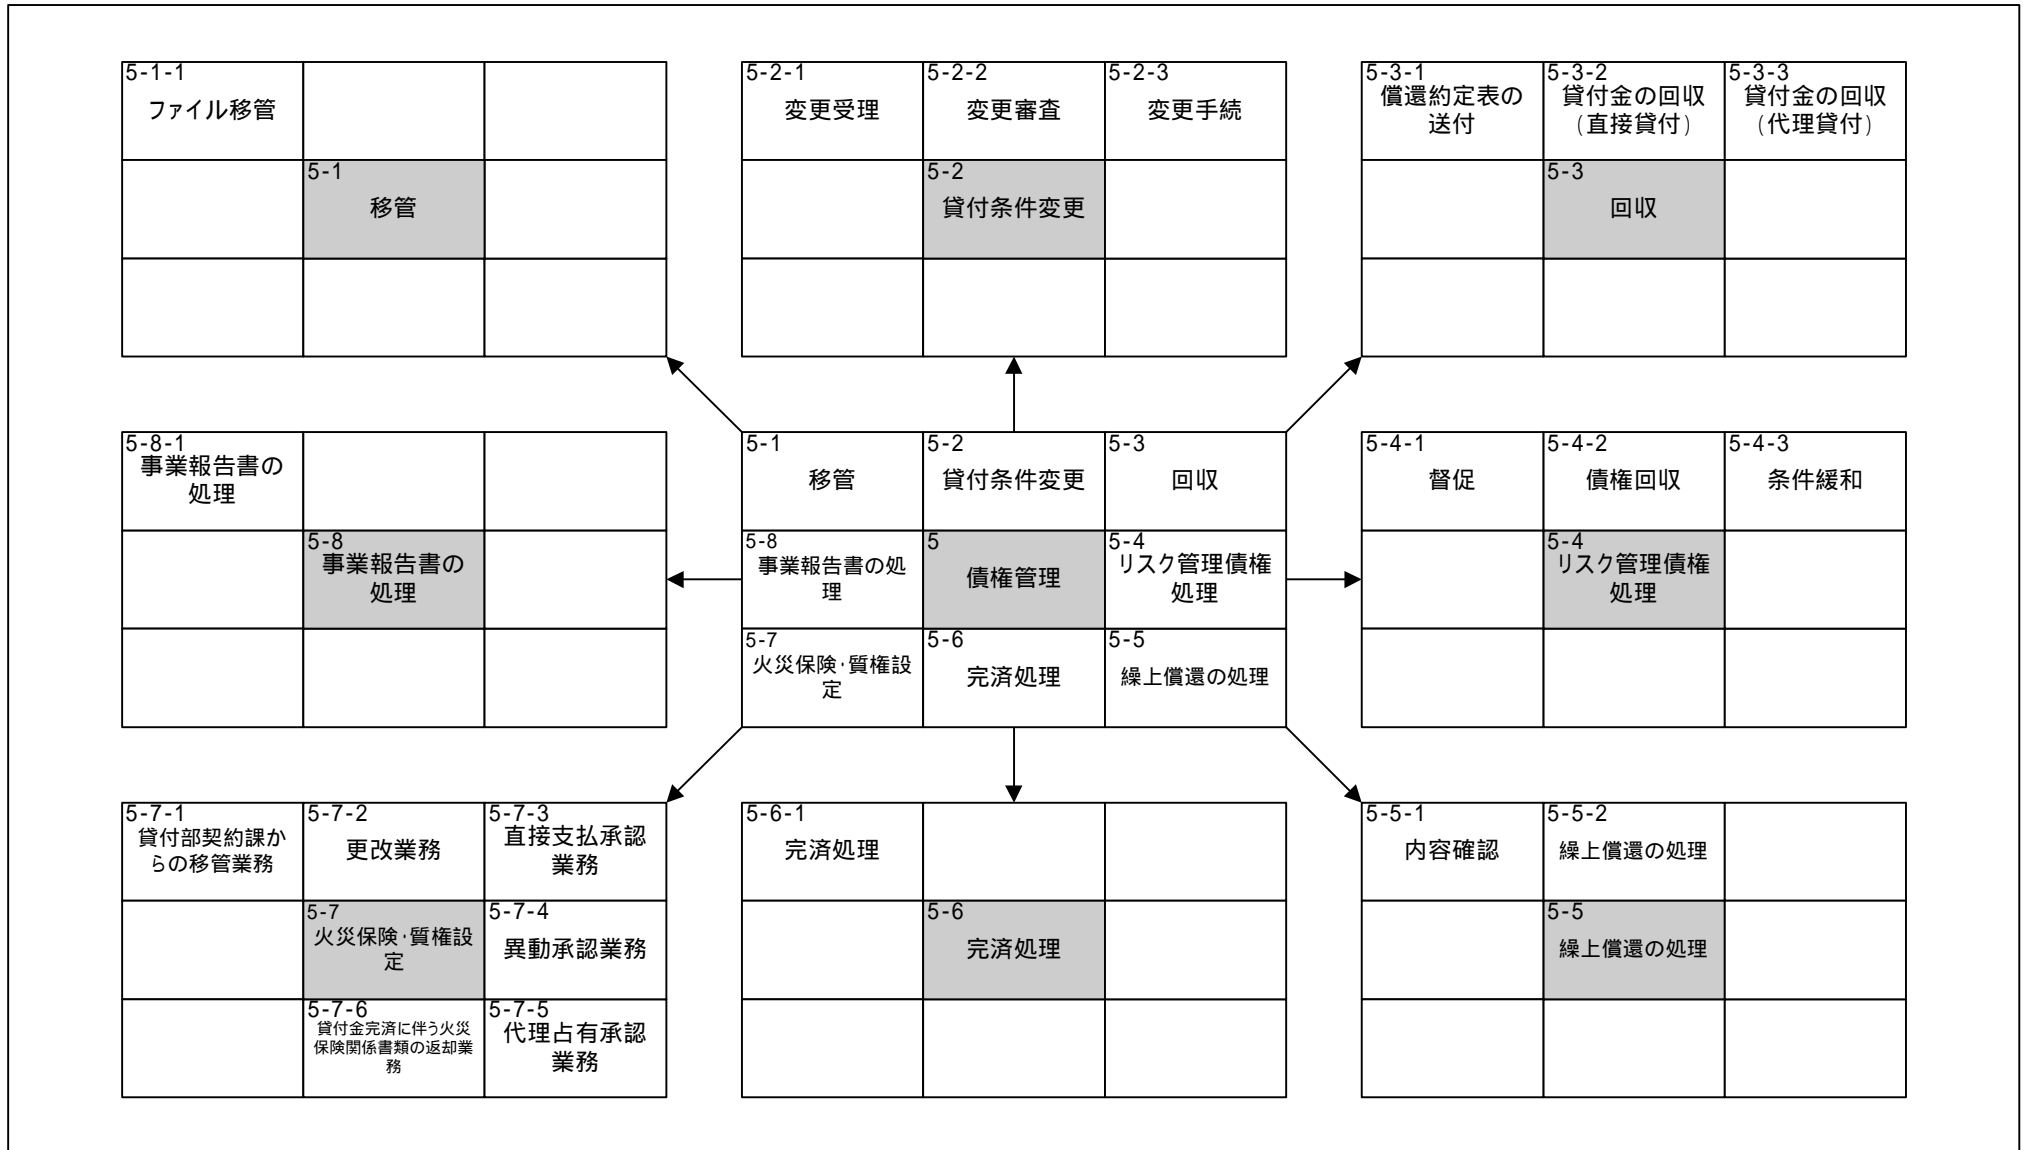 5-1-1
ファイル移管
5-1
移管
5-2-1
変更受理
5-2-2
変更審査
5-2-3
変更手続
5-2
貸付条件変更
5-3-1
償還約定表の
送付
5-3-2
貸付金の回収
(直接貸付)
5-3-3
貸付金の回収
(代理貸付)
5-3
回収
5-8-1
事業報告書の
処理
5-8
事業報告書の
処理
5-1
移管
5-2
貸付条件変更
5-3
回収
5-8
事業報告書の処
理
5
債権管理
5-4
リスク管理債権
処理
5-7
火災保険・質権設
定
5-6
完済処理
5-5
繰上償還の処理
5-4-1
督促
5-4-2
債権回収
5-4-3
条件緩和
5-4
リスク管理債権
処理
5-7-1
貸付部契約課か
らの移管業務
5-7-2
更改業務
5-7-3
直接支払承認
業務
5-7
火災保険・質権設
定
5-7-4
異動承認業務
5-7-6
貸付金完済に伴う火災
保険関係書類の返却業
務
5-7-5
代理占有承認
業務
5-6-1
完済処理
5-6
完済処理
5-5-1
内容確認
5-5-2
繰上償還の処理
5-5
繰上償還の処理